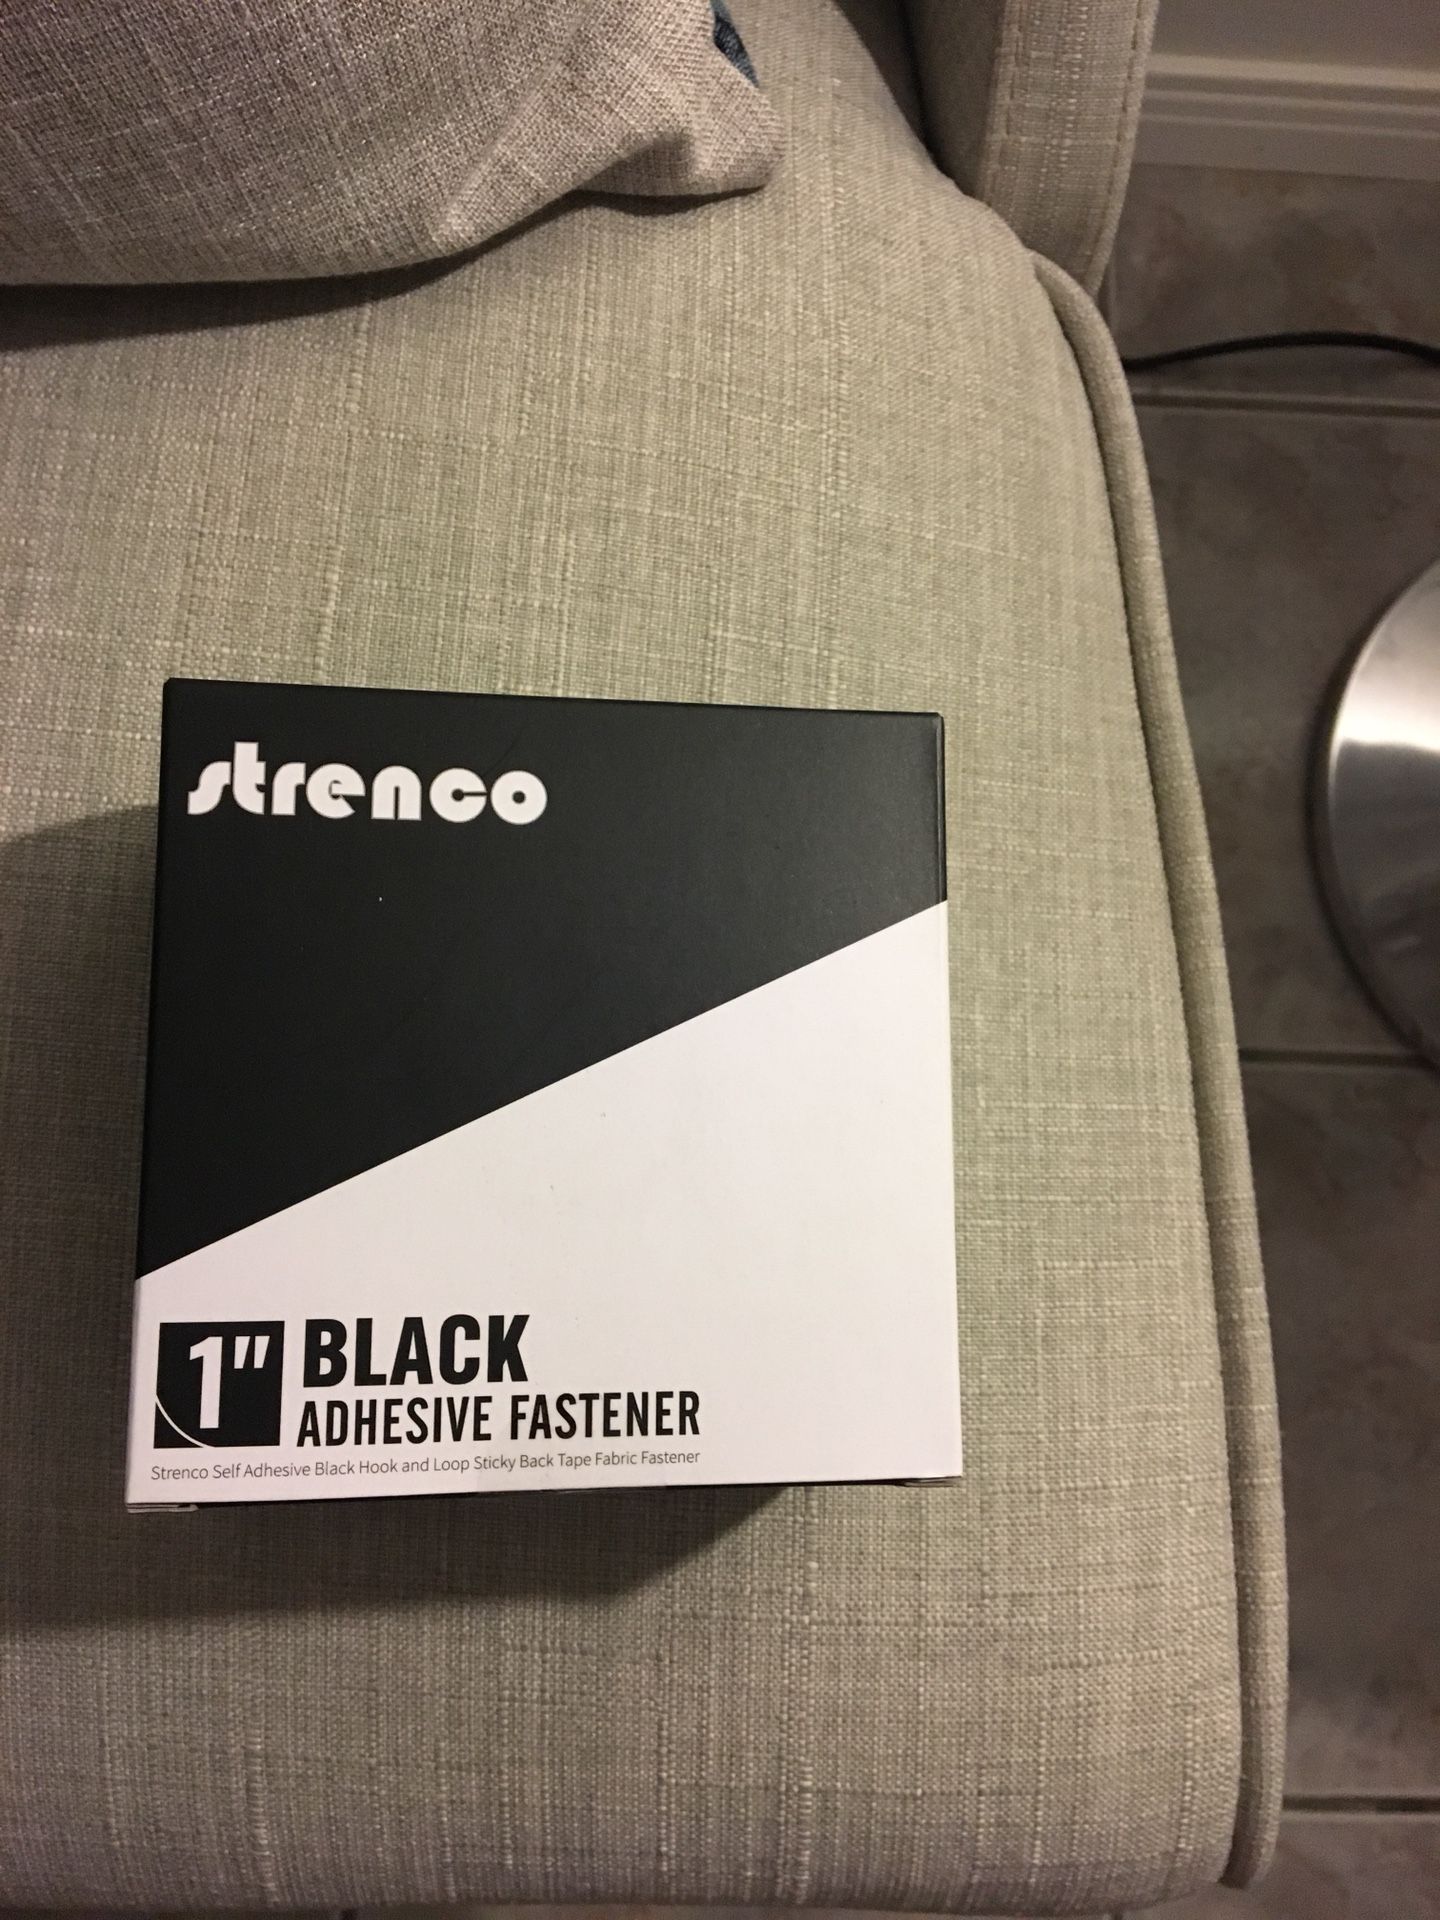 strenco
1" BLACK
ADHESIVE FASTENER
Strenco Self Adhesive Black Hook and Loop Sticky Back Tape Fabric Fastener